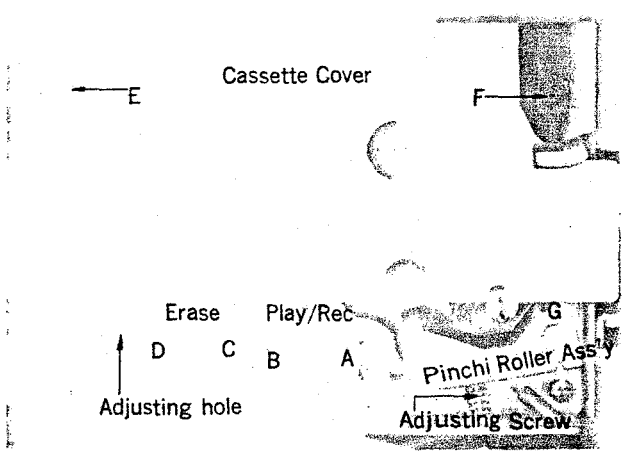 Cassette Cover
E
F
Erase Play/Rec
G
D C B A
Pinchi Roller Ass'y
Adjusting hole
Adjusting Screw